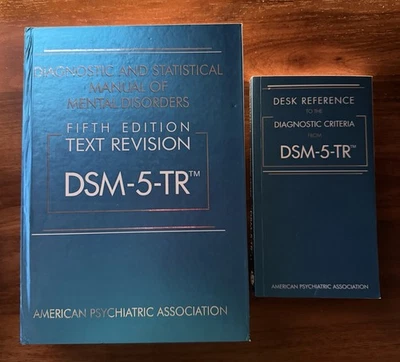 DIAGNOSTIC AND STATISTICAL
MANUAL OF
MENTAL DISORDERS
FIFTH EDITION
TEXT REVISION
DSM-5-TR™
AMERICAN PSYCHIATRIC ASSOCIATION
DESK REFERENCE
TO THE
DIAGNOSTIC CRITERIA
FROM
DSM-5-TR™
AMERICAN PSYCHIATRIC ASSOCIATION